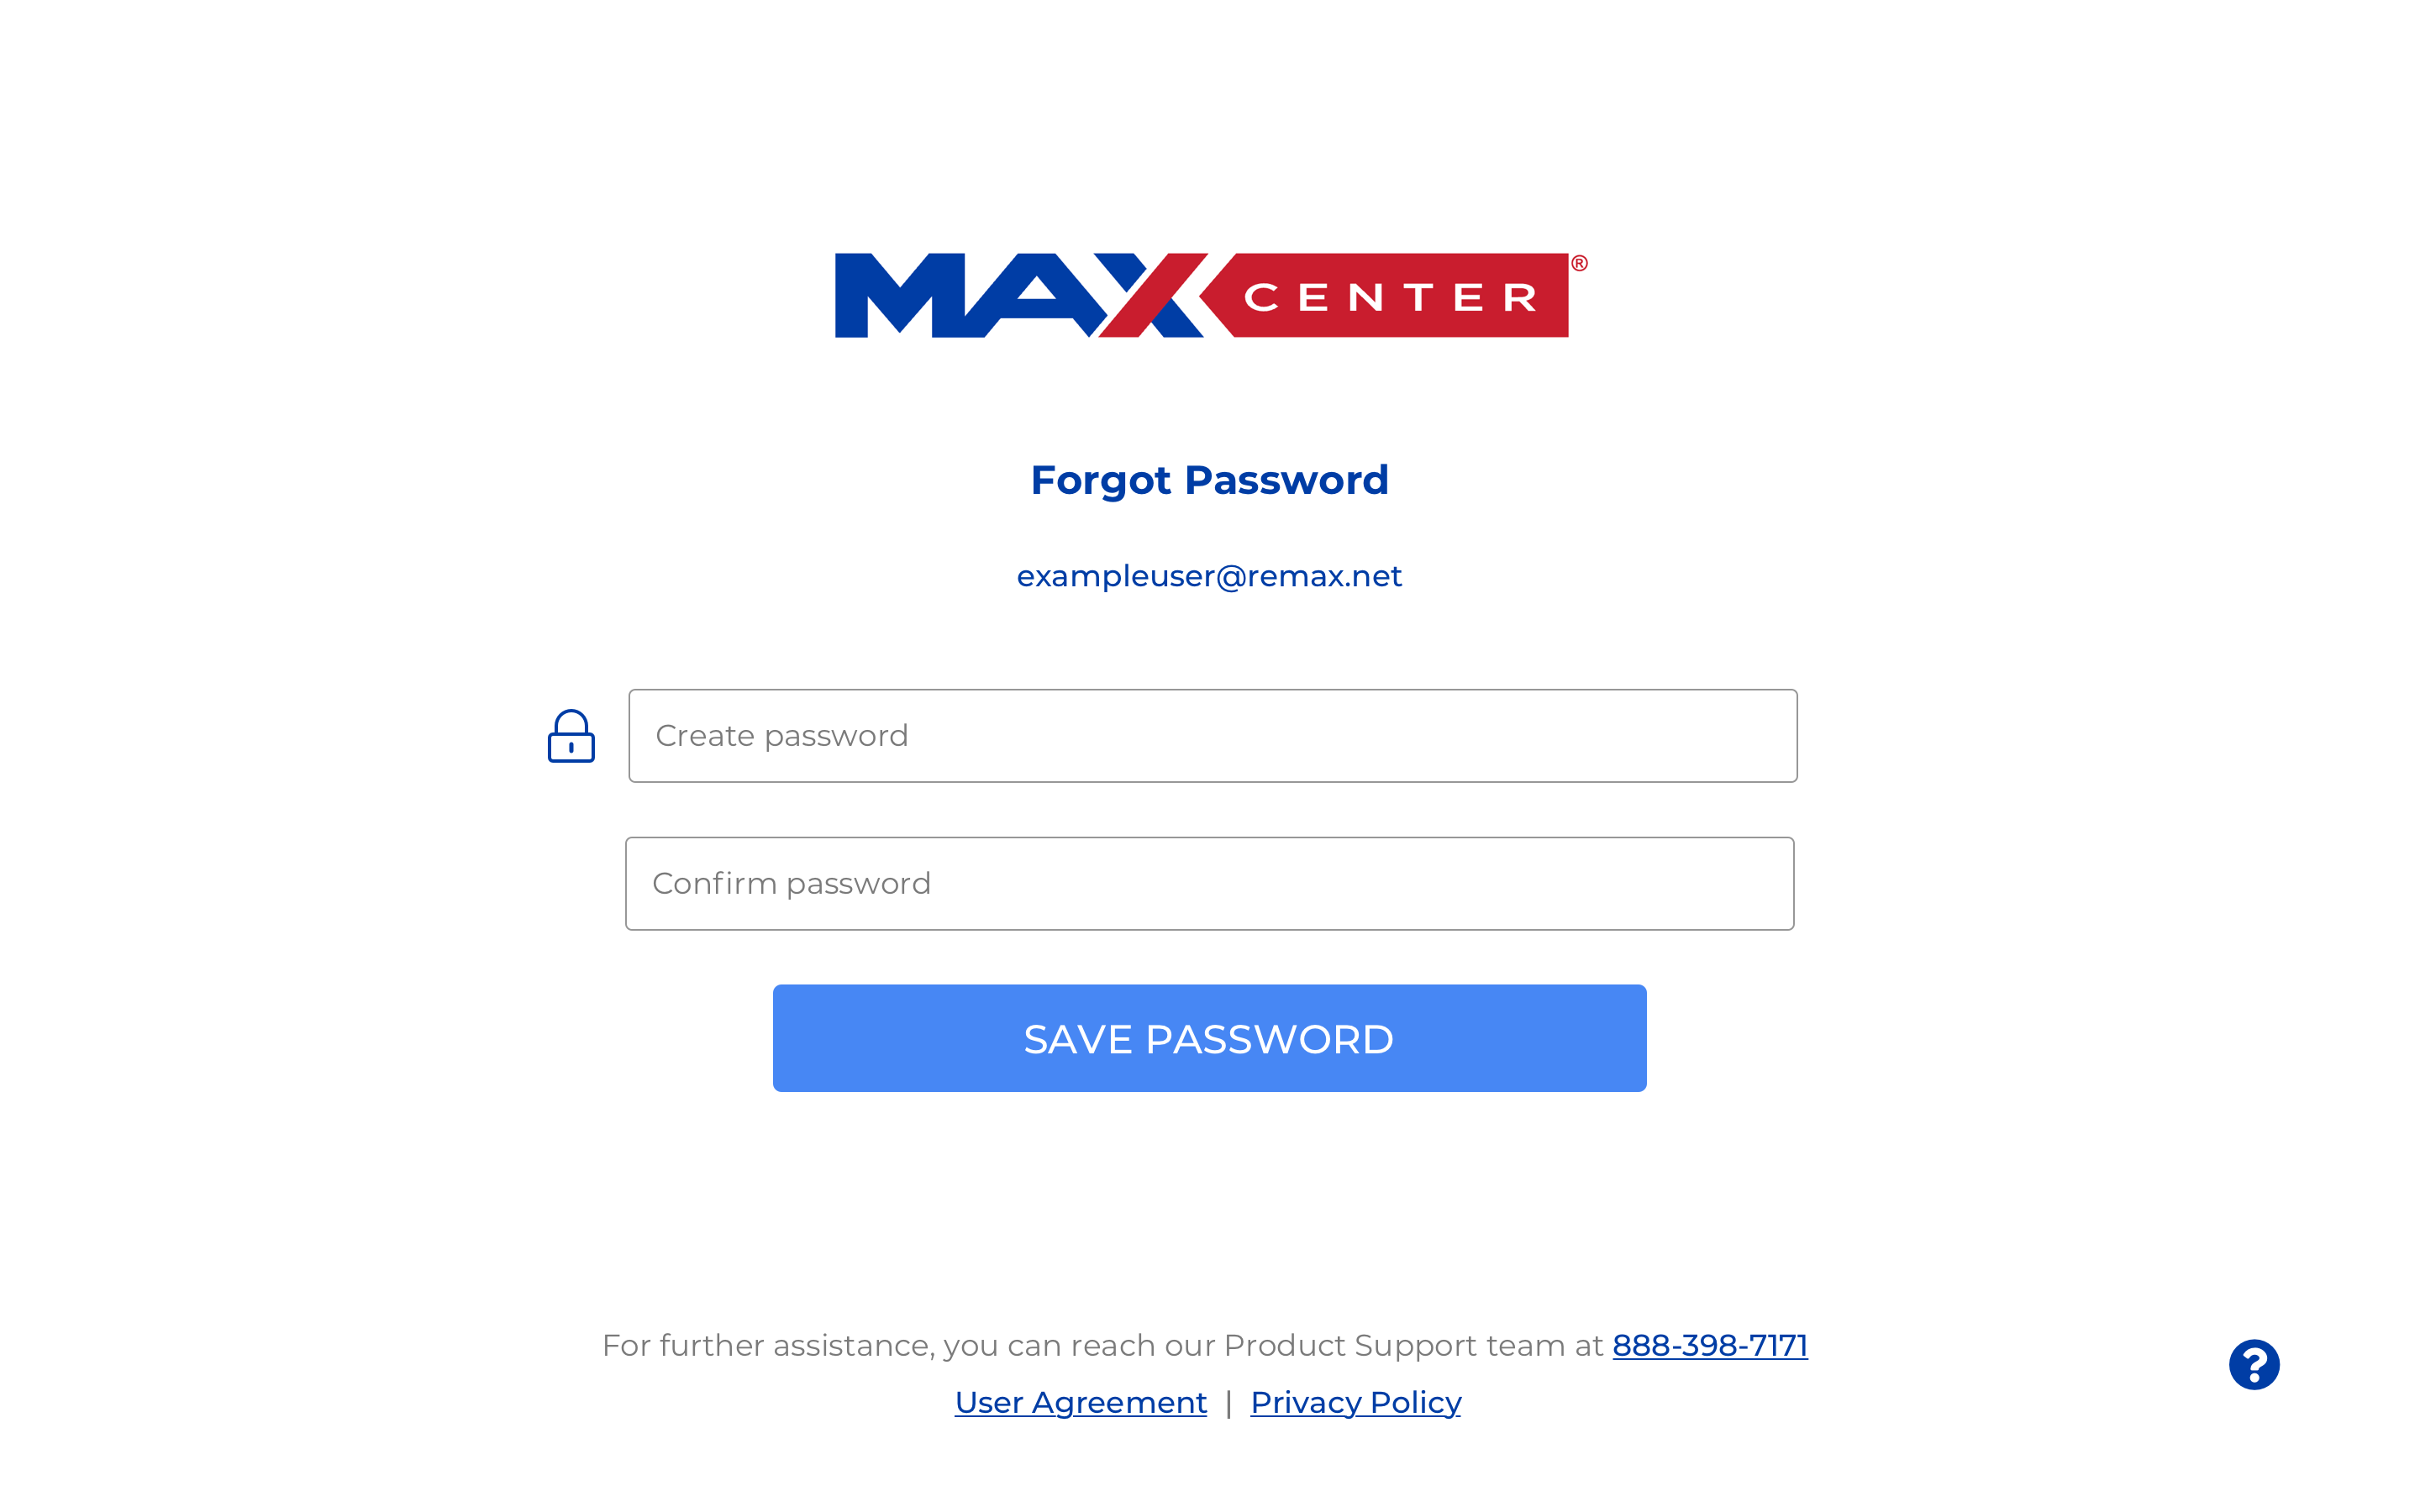 MAX CENTER®
Forgot Password
exampleuser@remax.net
Create password
Confirm password
SAVE PASSWORD
For further assistance, you can reach our Product Support team at 888-398-7171
User Agreement | Privacy Policy
?